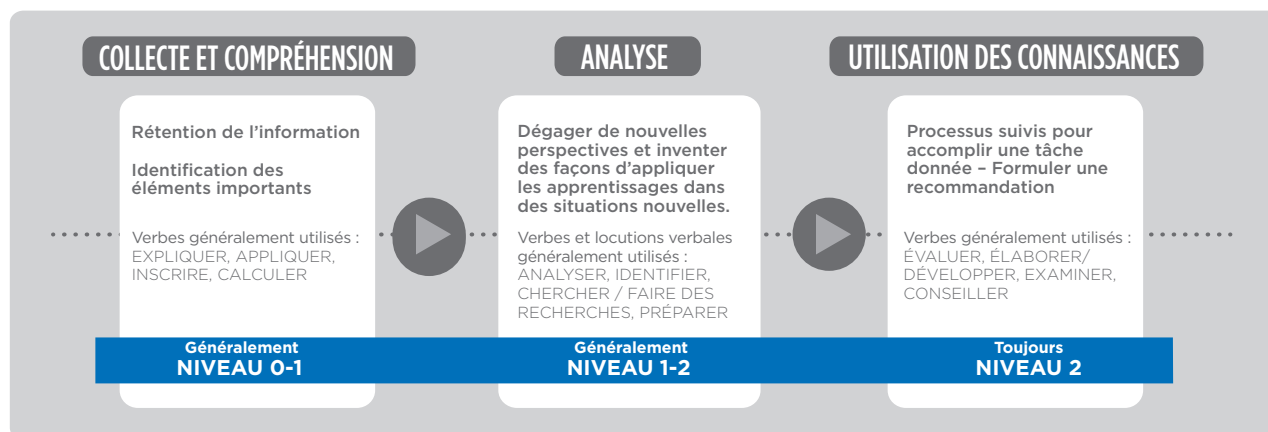 COLLECTE ET COMPRÉHENSION
Rétention de l'information
Identification des
éléments importants
Verbes généralement utilisés :
EXPLIQUER, APPLIQUER,
INSCRIRE, CALCULER
Généralement
NIVEAU 0-1
ANALYSE
Dégager de nouvelles
perspectives et inventer
des façons d'appliquer
les apprentissages dans
des situations nouvelles.
Verbes et locutions verbales
généralement utilisés :
ANALYSER, IDENTIFIER,
CHERCHER / FAIRE DES
RECHERCHES, PRÉPARER
Généralement
NIVEAU 1-2
UTILISATION DES CONNAISSANCES
Processus suivis pour
accomplir une tâche
donnée – Formuler une
recommandation
Verbes généralement utilisés :
ÉVALUER, ÉLABORER/
DÉVELOPPER, EXAMINER,
CONSEILLER
Toujours
NIVEAU 2